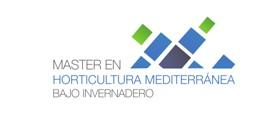 MASTER EN
HORTICULTURA MEDITERRÁNEA
BAJO INVERNADERO